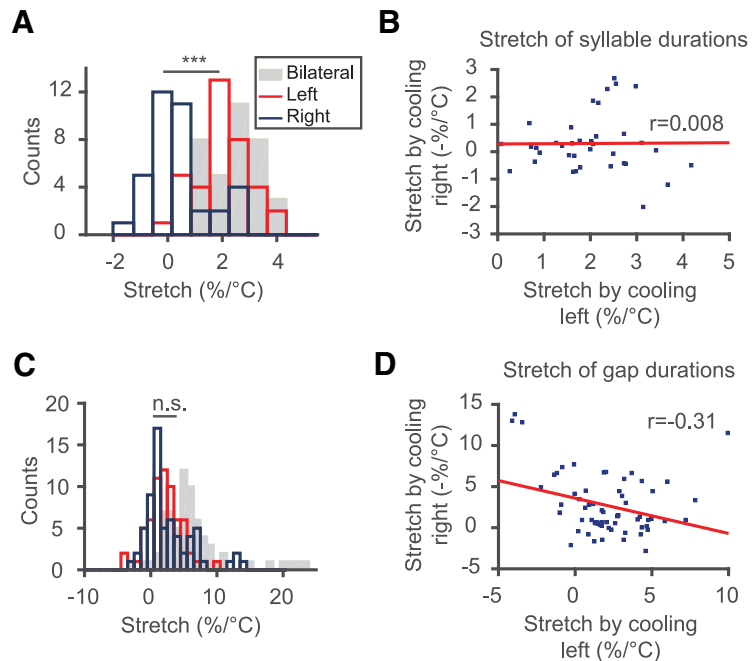 A
***
Bilateral
Left
Right
12
8
4
0
Counts
-2 0 2 4
Stretch (%/°C)
B
Stretch of syllable durations
r=0.008
3
2
1
0
-1
-2
-3
Stretch by cooling
right (-%/°C)
0 1 2 3 4 5
Stretch by cooling
left (%/°C)
C
n.s.
20
15
10
5
0
Counts
-10 0 10 20
Stretch (%/°C)
D
Stretch of gap durations
r=-0.31
15
10
5
0
-5
Stretch by cooling
right (-%/°C)
-5 0 5 10
Stretch by cooling
left (%/°C)